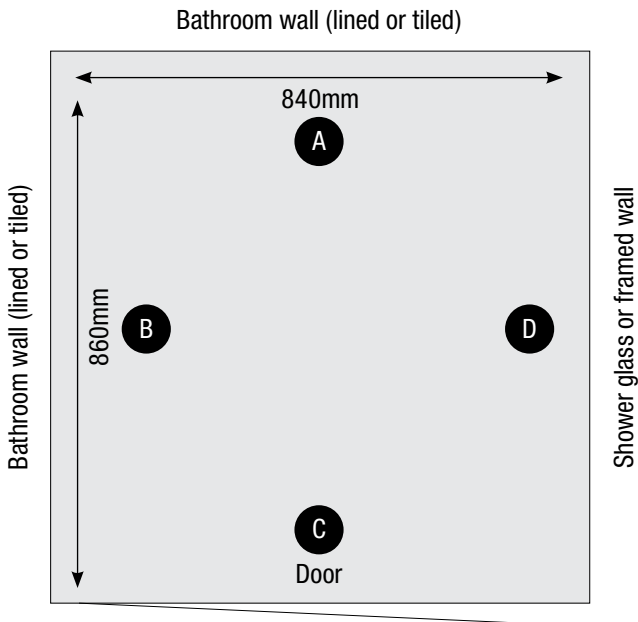 Bathroom wall (lined or tiled)
840mm
A
Bathroom wall (lined or tiled)
860mm
B
D
Shower glass or framed wall
C
Door